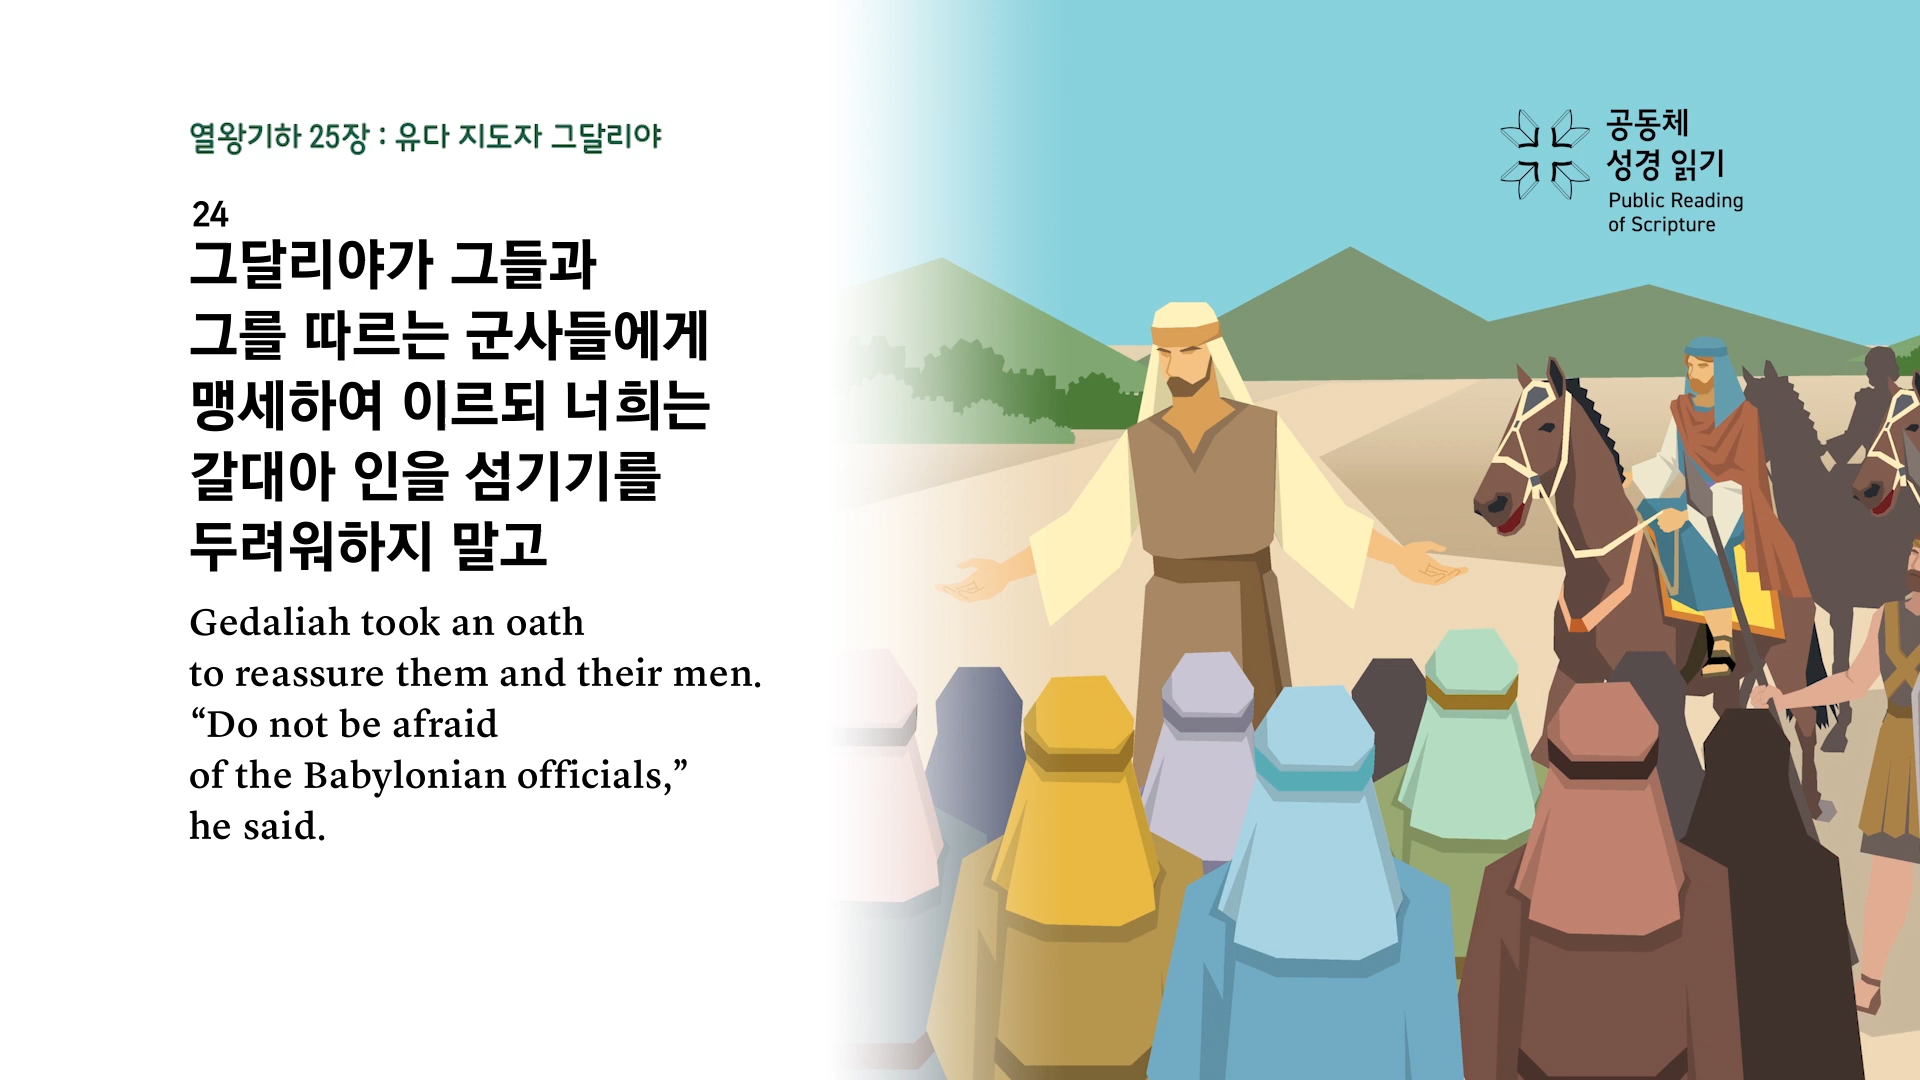 열왕기하 25장 : 유다 지도자 그달리야
24
그달리야가 그들과
그를 따르는 군사들에게
맹세하여 이르되 너희는
갈대아 인을 섬기기를
두려워하지 말고
Gedaliah took an oath
to reassure them and their men.
“Do not be afraid
of the Babylonian officials,”
he said.
공동체
성경 읽기
Public Reading
of Scripture